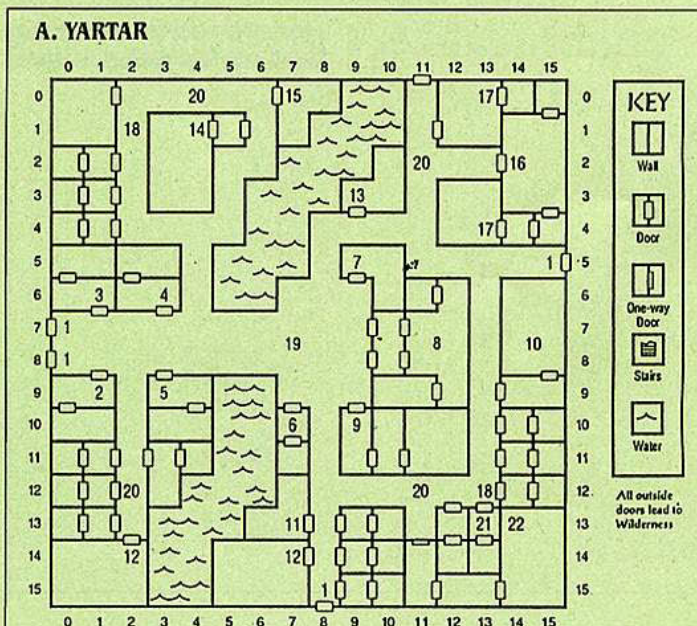 A. YARTAR
0 1 2 3 4 5 6 7 8 9 10 11 12 13 14 15
0 20 15 17 0
1 18 14 1
2 20 16 2
3 13 3
4 17 4
5 7 1 5
6 3 4 6
7 1 19 8 10 7
8 1 8
9 2 5 9
10 6 9 10
11 11
12 20 20 18 12
13 11 21 22 13
14 12 12 14
15 1 15
0 1 2 3 4 5 6 7 8 9 10 11 12 13 14 15
KEY
Wall
Door
One-way
Door
Stairs
Water
All outside
doors lead to
Wilderness